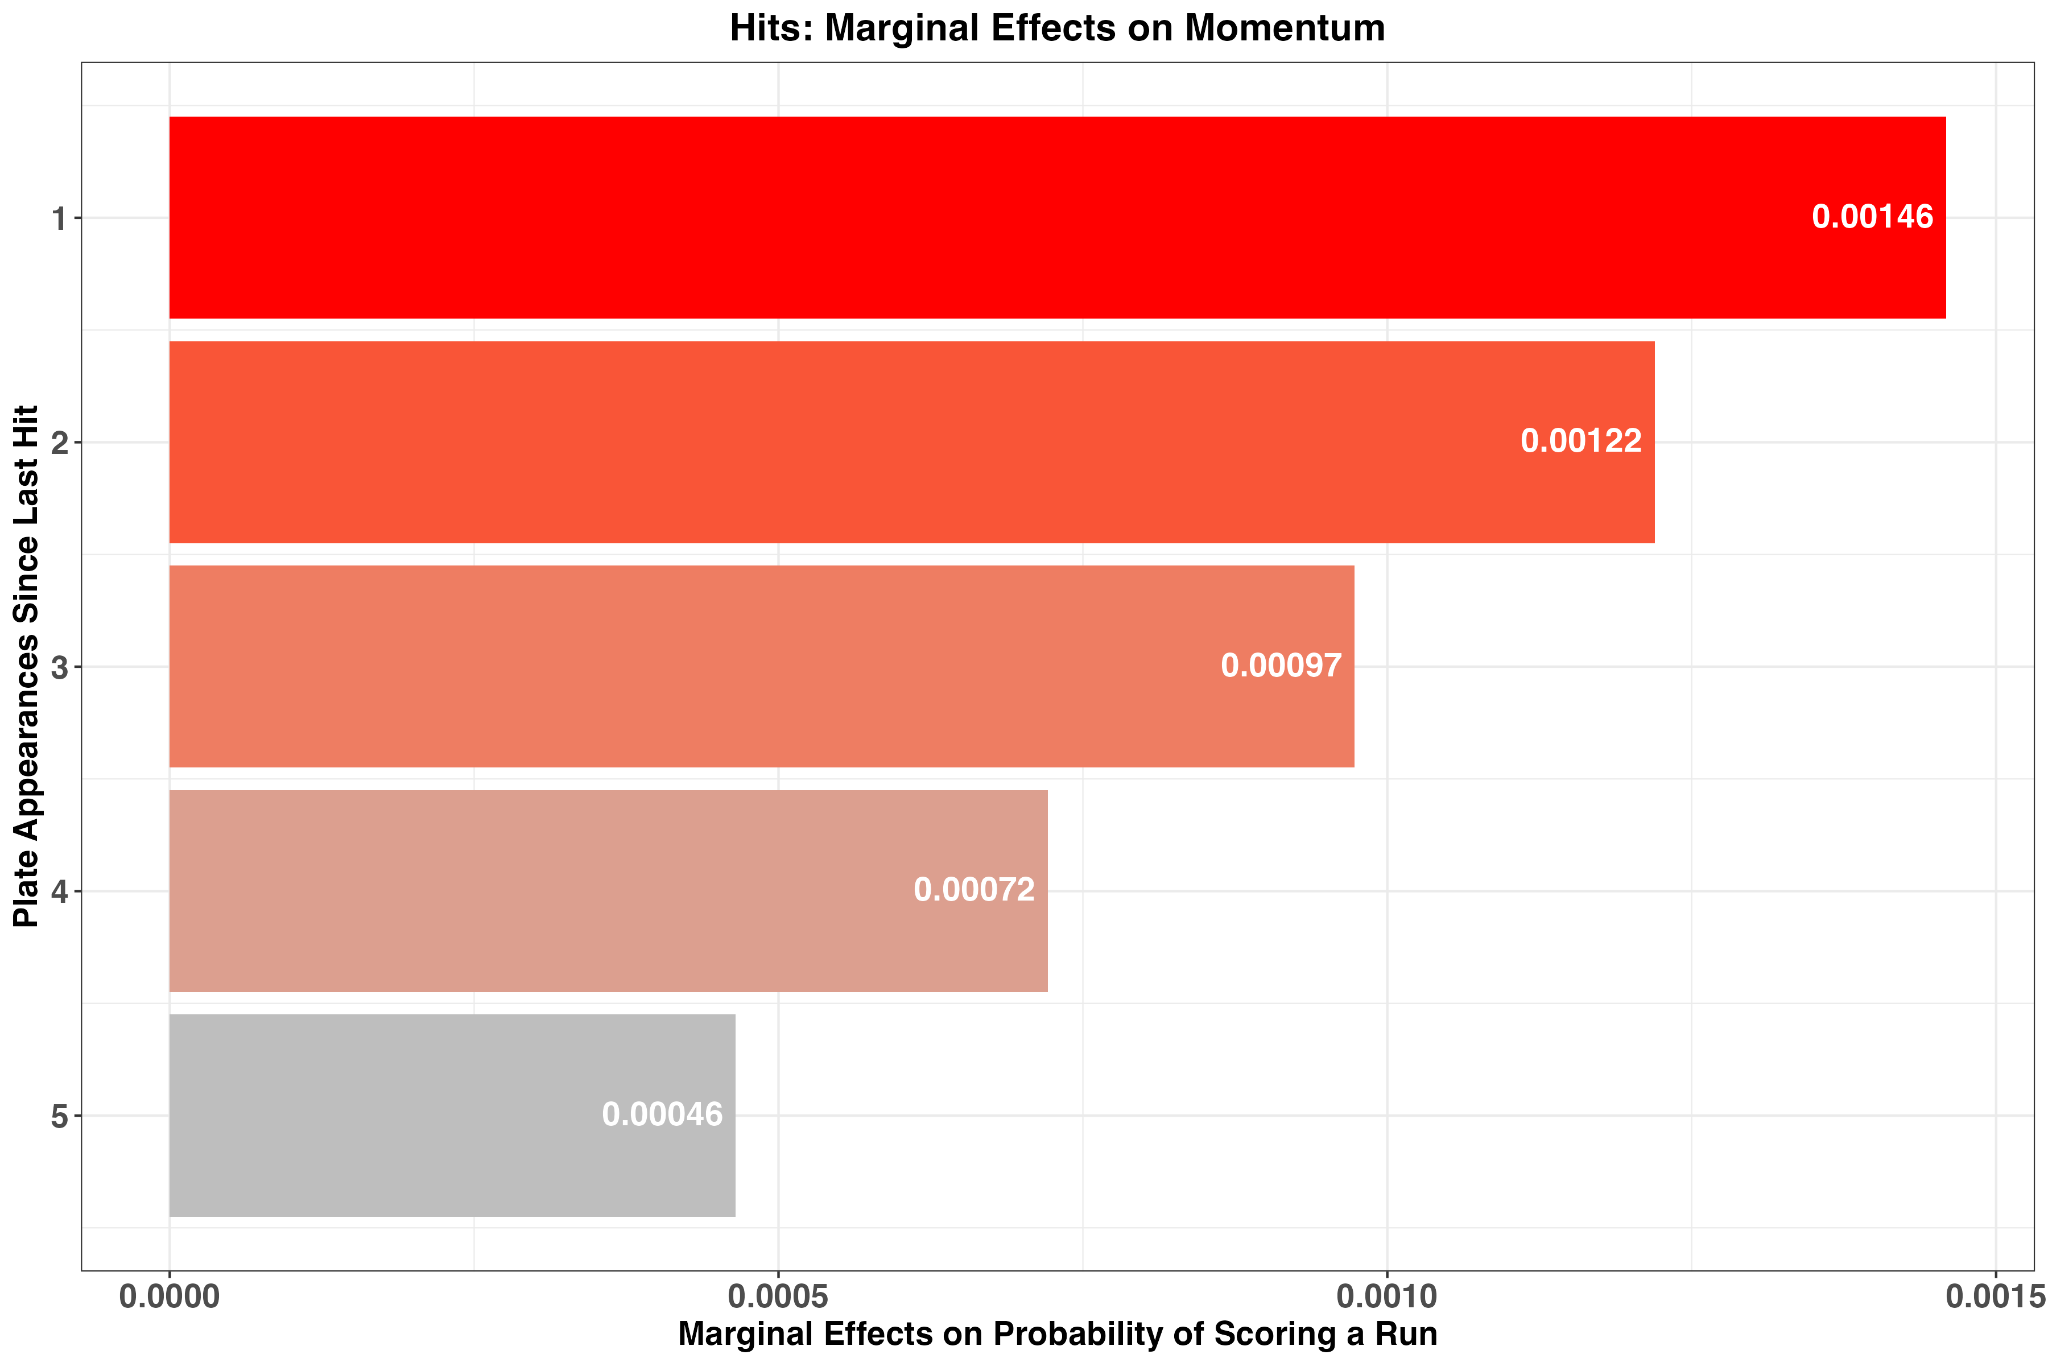 Hits: Marginal Effects on Momentum
Plate Appearances Since Last Hit
1
0.00146
2
0.00122
3
0.00097
4
0.00072
5
0.00046
0.0000 0.0005 0.0010 0.0015
Marginal Effects on Probability of Scoring a Run